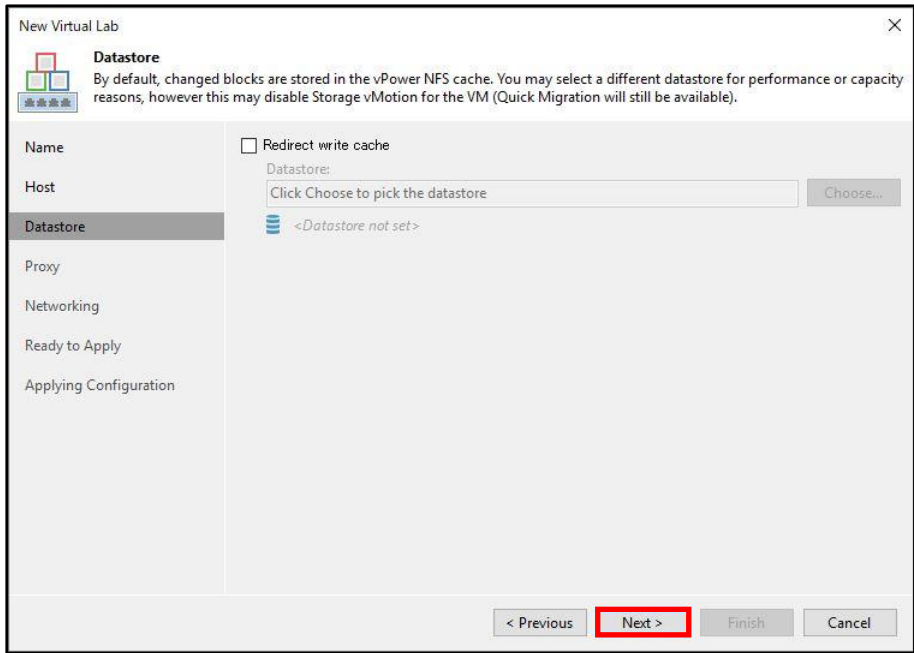 New Virtual Lab
Datastore
By default, changed blocks are stored in the vPower NFS cache. You may select a different datastore for performance or capacity
reasons, however this may disable Storage vMotion for the VM (Quick Migration will still be available).
Name
Host
Datastore
Proxy
Networking
Ready to Apply
Applying Configuration
Redirect write cache
Datastore:
Click Choose to pick the datastore
Choose...
<Datastore not set>
< Previous
Next >
Finish
Cancel